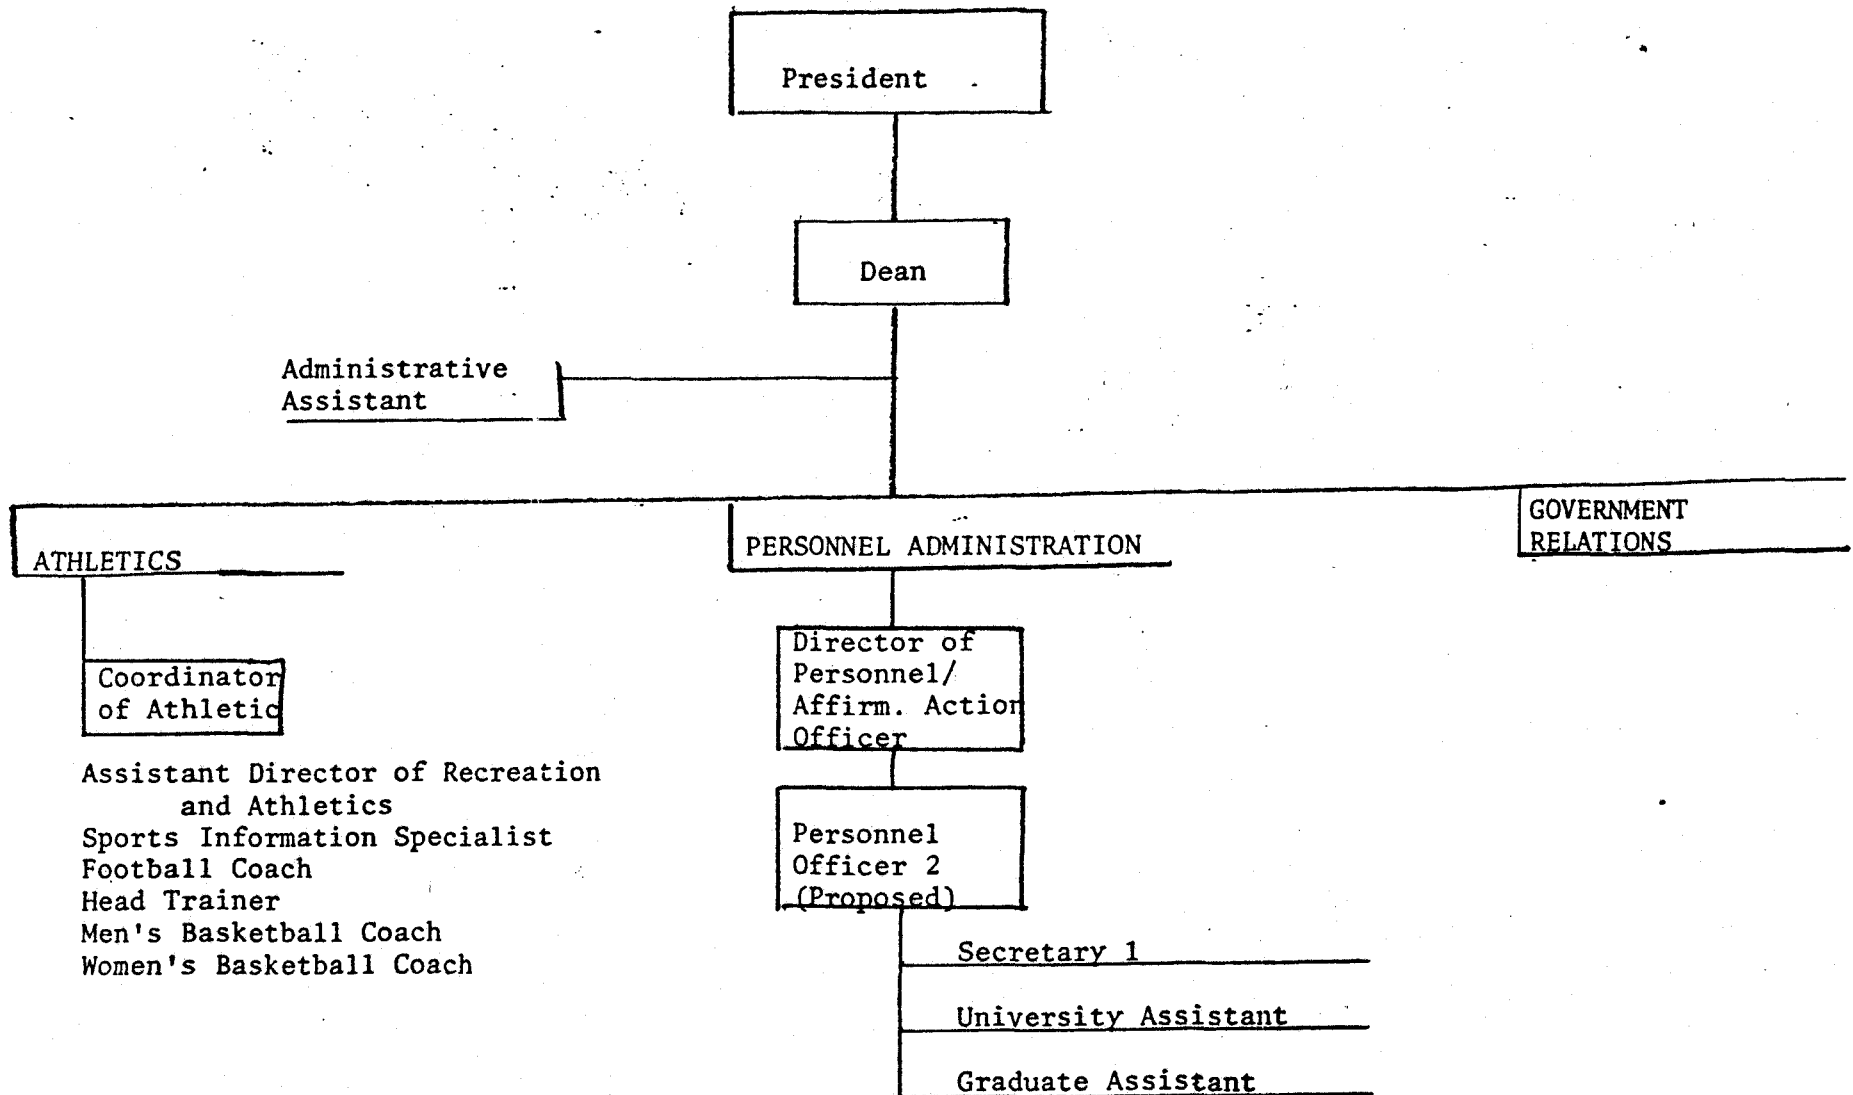 President
Dean
Administrative
Assistant
ATHLETICS
Coordinator
of Athletic
Assistant Director of Recreation
and Athletics
Sports Information Specialist
Football Coach
Head Trainer
Men's Basketball Coach
Women's Basketball Coach
PERSONNEL ADMINISTRATION
Director of
Personnel/
Affirm. Action
Officer
Personnel
Officer 2
(Proposed)
Secretary 1
University Assistant
Graduate Assistant
GOVERNMENT
RELATIONS